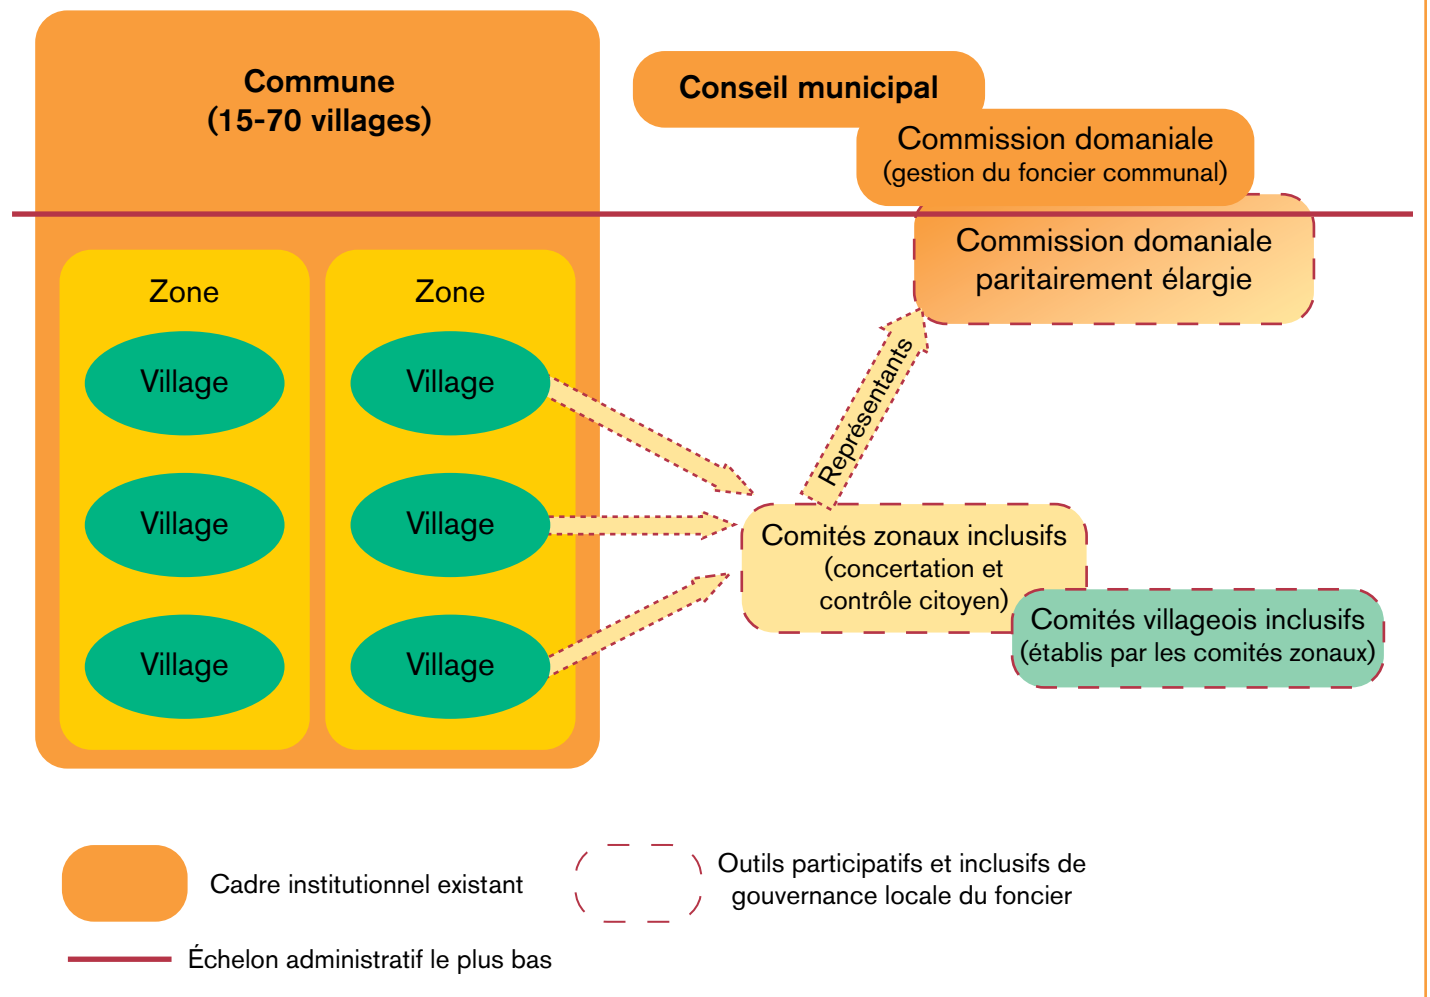 Commune
(15-70 villages)
Conseil municipal
Commission domaniale
(gestion du foncier communal)
Commission domaniale
paritairement élargie
Zone
Village
Village
Village
Zone
Village
Village
Village
Représentants
Comités zonaux inclusifs
(concertation et
contrôle citoyen)
Comités villageois inclusifs
(établis par les comités zonaux)
Cadre institutionnel existant
Outils participatifs et inclusifs de
gouvernance locale du foncier
Échelon administratif le plus bas